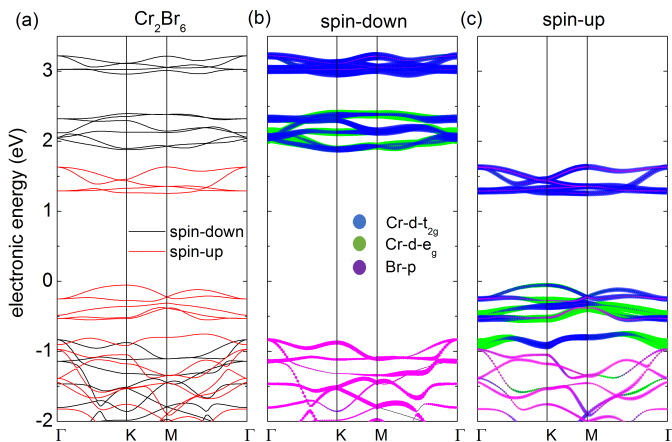 (a) Cr₂Br₆ (b) spin-down (c) spin-up
electronic energy (eV)
3
2
1
0
-1
-2
spin-down
spin-up
Cr-d-t₂g
Cr-d-eg
Br-p
Γ K M Γ K M Γ K M Γ